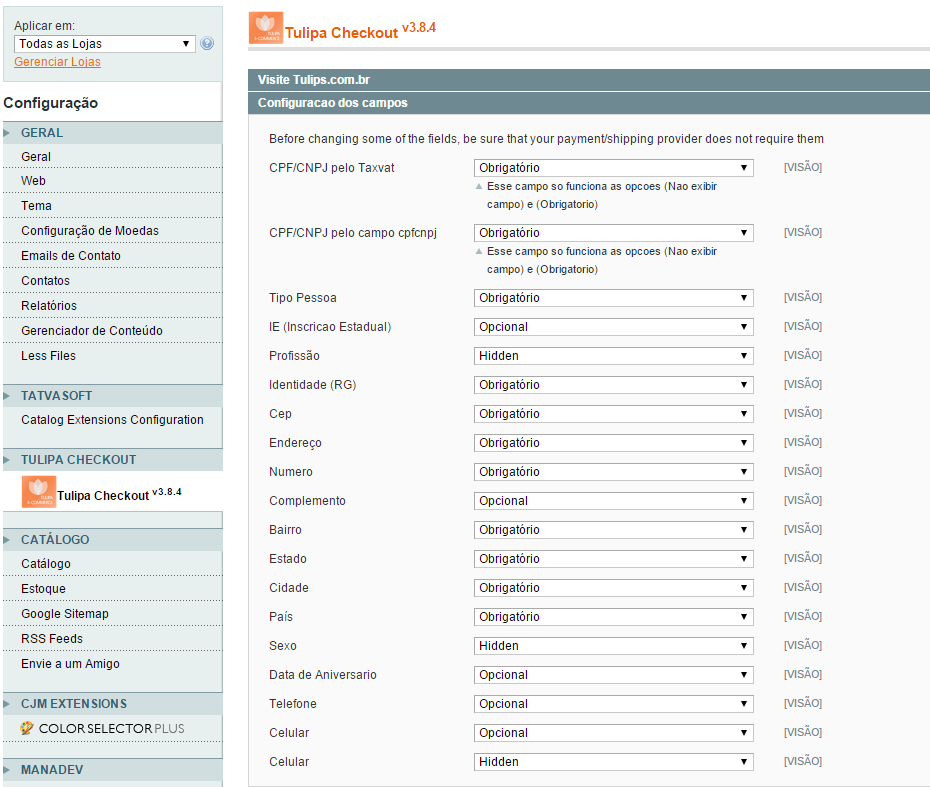 Aplicar em:
Todas as Lojas
Gerenciar Lojas
Configuração
GERAL
Geral
Web
Tema
Configuração de Moedas
Emails de Contato
Contatos
Relatórios
Gerenciador de Conteúdo
Less Files
TATVASOFT
Catalog Extensions Configuration
TULIPA CHECKOUT
Tulipa Checkout v3.8.4
CATÁLOGO
Catálogo
Estoque
Google Sitemap
RSS Feeds
Envie a um Amigo
CJM EXTENSIONS
COLOR SELECTOR PLUS
MANADEV
Tulipa Checkout v3.8.4
Visite Tulips.com.br
Configuracao dos campos
Before changing some of the fields, be sure that your payment/shipping provider does not require them
CPF/CNPJ pelo Taxvat Obrigatório [VISÃO]
Esse campo so funciona as opcoes (Nao exibir
campo) e (Obrigatorio)
CPF/CNPJ pelo campo cpfcnpj Obrigatório [VISÃO]
Esse campo so funciona as opcoes (Nao exibir
campo) e (Obrigatorio)
Tipo Pessoa Obrigatório [VISÃO]
IE (Inscricao Estadual) Opcional [VISÃO]
Profissão Hidden [VISÃO]
Identidade (RG) Obrigatório [VISÃO]
Cep Obrigatório [VISÃO]
Endereço Obrigatório [VISÃO]
Numero Obrigatório [VISÃO]
Complemento Opcional [VISÃO]
Bairro Obrigatório [VISÃO]
Estado Obrigatório [VISÃO]
Cidade Obrigatório [VISÃO]
País Obrigatório [VISÃO]
Sexo Hidden [VISÃO]
Data de Aniversario Opcional [VISÃO]
Telefone Opcional [VISÃO]
Celular Opcional [VISÃO]
Celular Hidden [VISÃO]